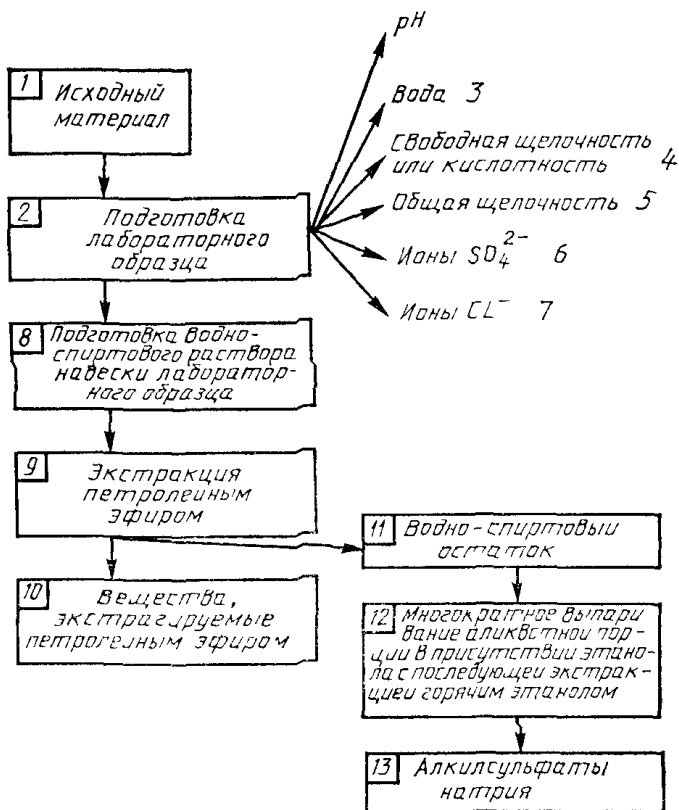 pH
1
Исходный
материал
Вода 3
Свободная щелочность
или кислотность 4
2
Подготовка
лабораторного
образца
Общая щелочность 5
Ионы SO₄²⁻ 6
Ионы CL⁻ 7
8
Подготовка водно-
спиртового раствора
навески лаборатор-
ного образца
9
Экстракция
петролейным
эфиром
10
Вещества,
экстрагируемые
петролейным эфиром
11
Водно-спиртовый
остаток
12
Многократное выпари
вание аликвотной пор-
ции в присутствии этано-
ла с последующей экстрак-
цией горячим этанолом
13
Алкилсульфаты
натрия